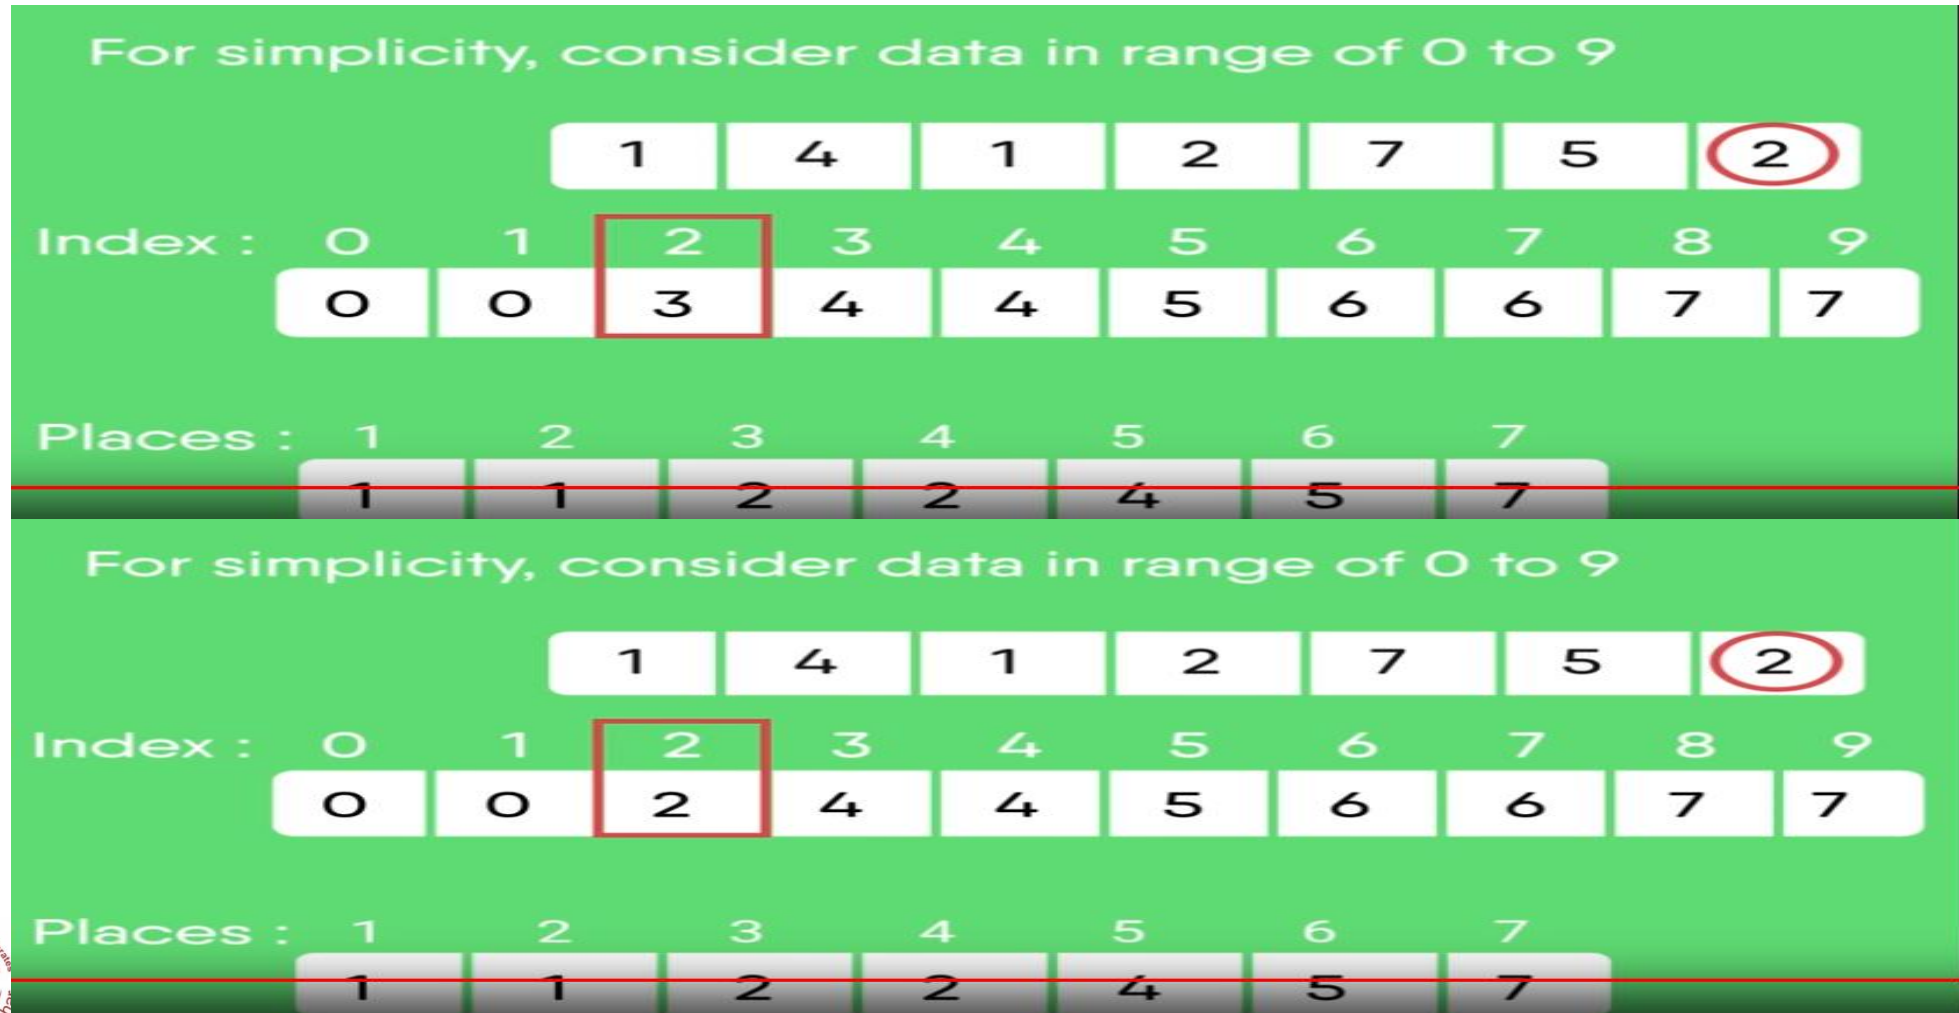 For simplicity, consider data in range of 0 to 9
1 4 1 2 7 5 2
Index : 0 1 2 3 4 5 6 7 8 9
0 0 3 4 4 5 6 6 7 7
Places : 1 2 3 4 5 6 7
1 1 2 2 4 5 7
For simplicity, consider data in range of 0 to 9
1 4 1 2 7 5 2
Index : 0 1 2 3 4 5 6 7 8 9
0 0 2 4 4 5 6 6 7 7
Places : 1 2 3 4 5 6 7
1 1 2 2 4 5 7